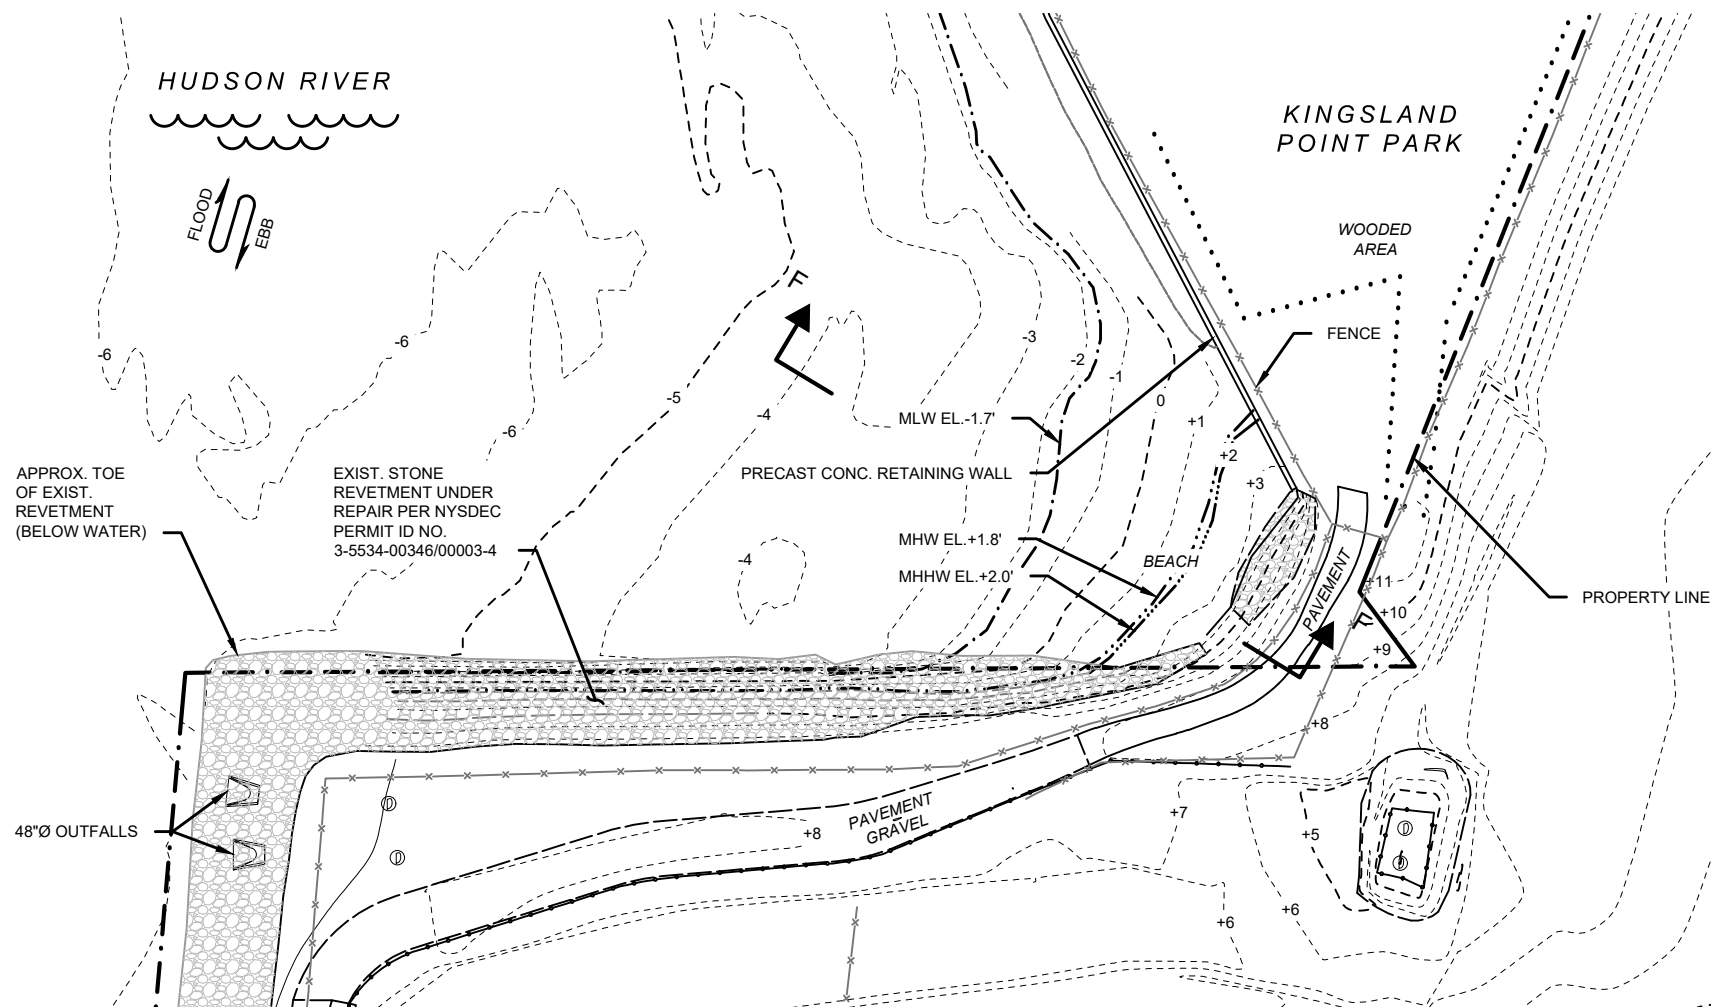 HUDSON RIVER
FLOOD
EBB
KINGSLAND
POINT PARK
WOODED
AREA
F
FENCE
-6
-6
-6
-5
-4
-4
-3
-2
-1
0
+1
+2
+3
MLW EL.-1.7'
PRECAST CONC. RETAINING WALL
APPROX. TOE
OF EXIST.
REVETMENT
(BELOW WATER)
EXIST. STONE
REVETMENT UNDER
REPAIR PER NYSDEC
PERMIT ID NO.
3-5534-00346/00003-4
MHW EL.+1.8'
MHHW EL.+2.0'
BEACH
PAVEMENT
+11
+10
+9
PROPERTY LINE
+8
48"Ø OUTFALLS
+8
PAVEMENT
GRAVEL
+7
+5
+6
+6
D
D
D
D